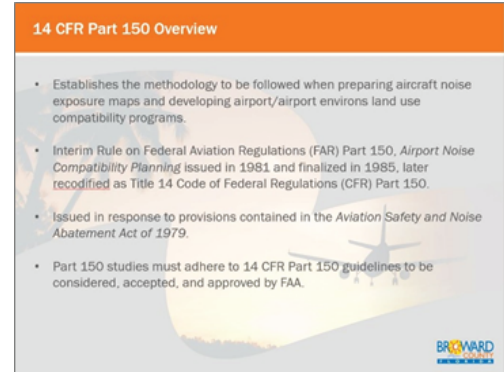 14 CFR Part 150 Overview
• Establishes the methodology to be followed when preparing aircraft noise
exposure maps and developing airport/airport environs land use
compatibility programs.
• Interim Rule on Federal Aviation Regulations (FAR) Part 150, Airport Noise
Compatibility Planning issued in 1981 and finalized in 1985, later
recodified as Title 14 Code of Federal Regulations (CFR) Part 150.
• Issued in response to provisions contained in the Aviation Safety and Noise
Abatement Act of 1979.
• Part 150 studies must adhere to 14 CFR Part 150 guidelines to be
considered, accepted, and approved by FAA.
BROWARD
COUNTY
FLORIDA